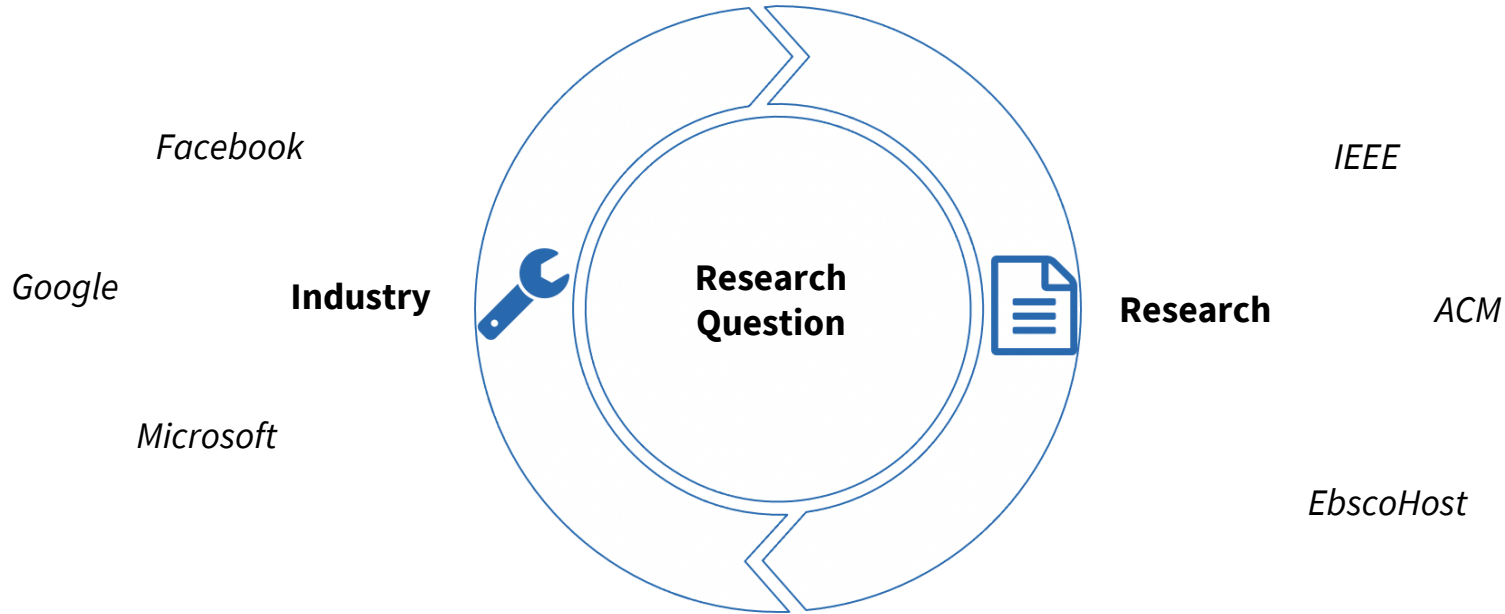 Facebook
Google
Industry
Microsoft
Research
Question
IEEE
Research
ACM
EbscoHost